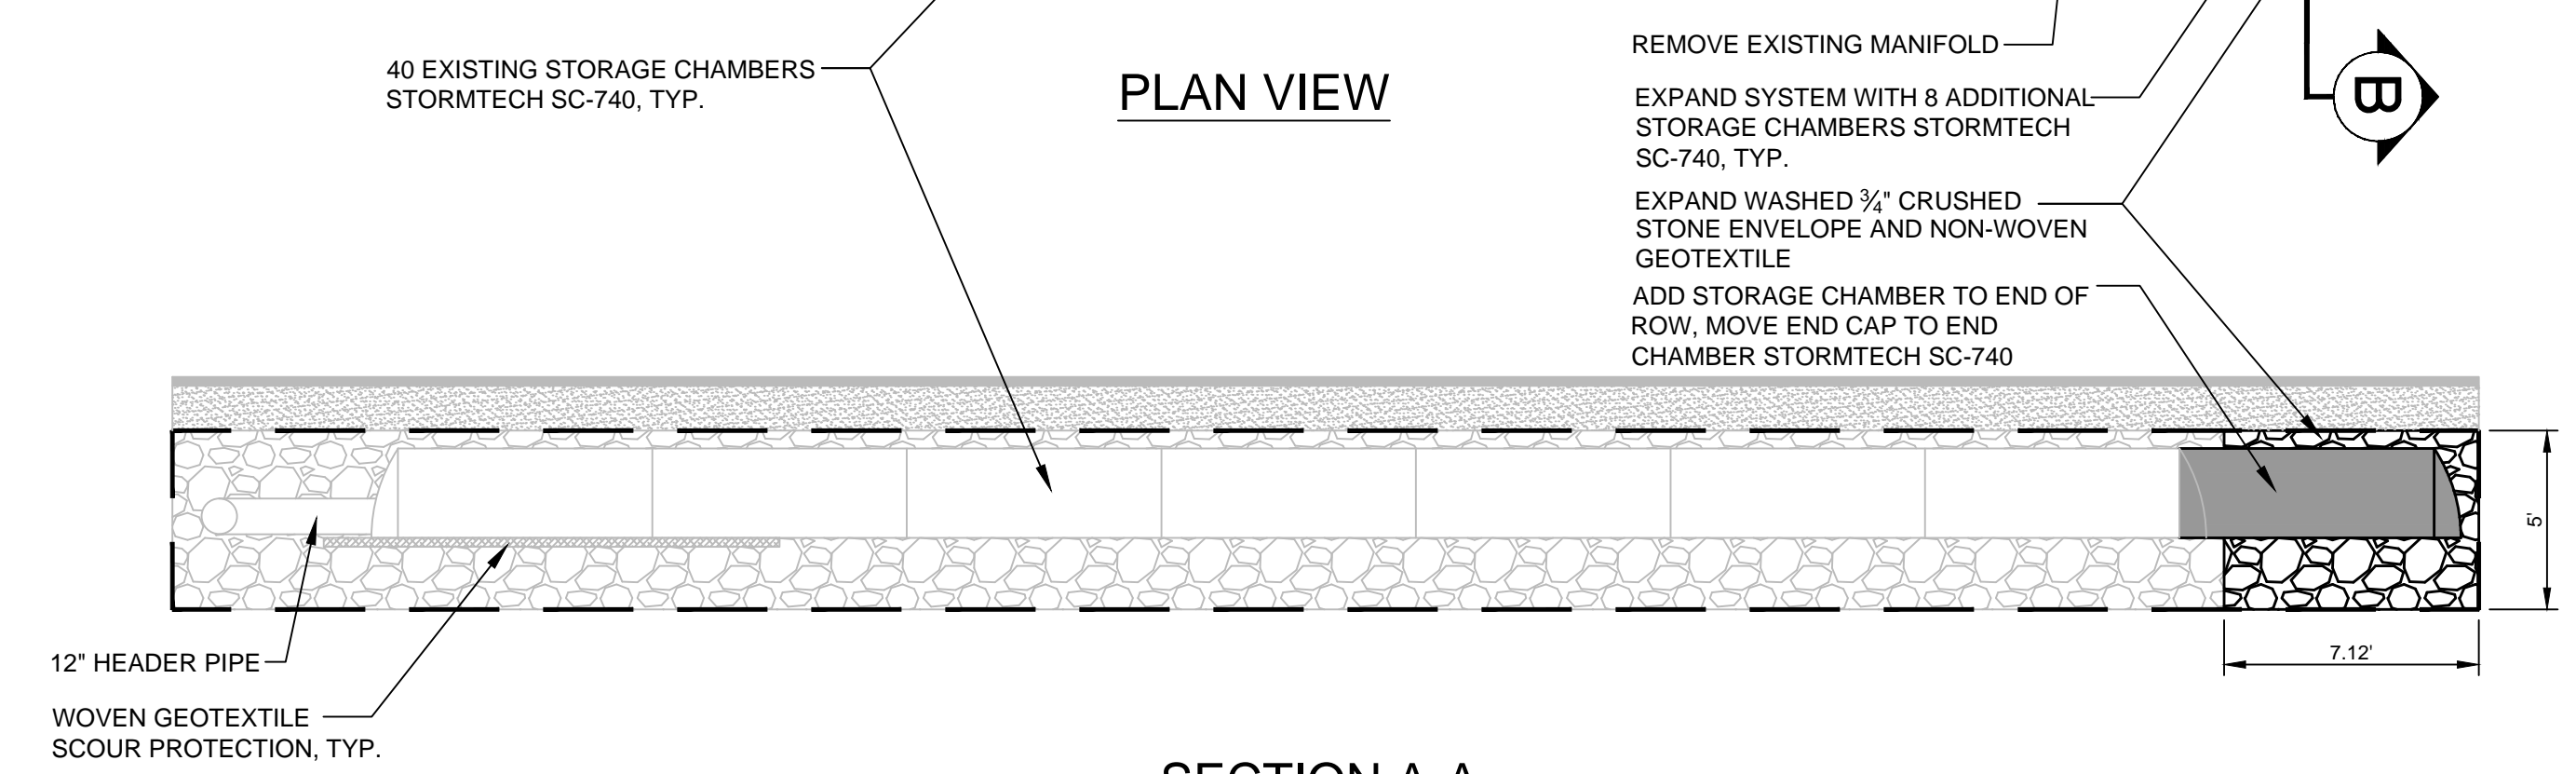 40 EXISTING STORAGE CHAMBERS
STORMTECH SC-740, TYP.
PLAN VIEW
REMOVE EXISTING MANIFOLD
EXPAND SYSTEM WITH 8 ADDITIONAL
STORAGE CHAMBERS STORMTECH
SC-740, TYP.
EXPAND WASHED ¾" CRUSHED
STONE ENVELOPE AND NON-WOVEN
GEOTEXTILE
ADD STORAGE CHAMBER TO END OF
ROW, MOVE END CAP TO END
CHAMBER STORMTECH SC-740
B
5'
7.12'
12" HEADER PIPE
WOVEN GEOTEXTILE
SCOUR PROTECTION, TYP.
SECTION A-A